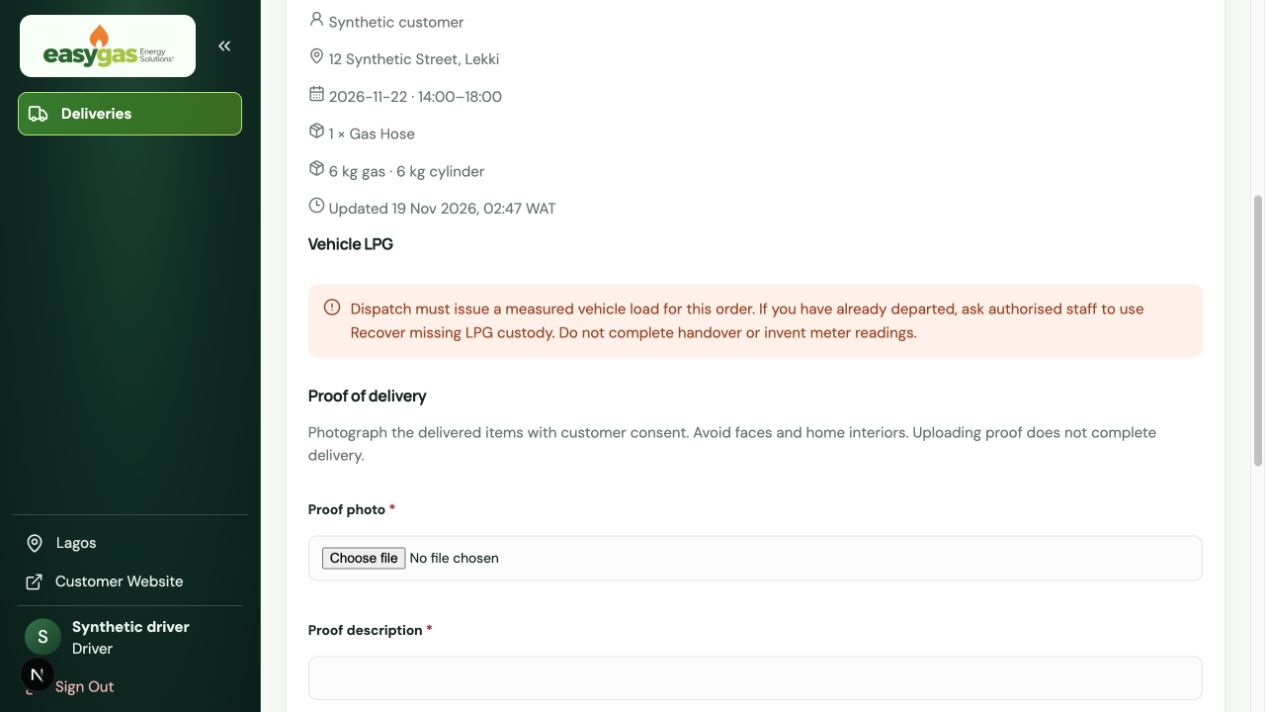 easygas Energy Solutions
Deliveries
Lagos
Customer Website
S
Synthetic driver
Driver
N
Sign Out
Synthetic customer
12 Synthetic Street, Lekki
2026-11-22 · 14:00–18:00
1 × Gas Hose
6 kg gas · 6 kg cylinder
Updated 19 Nov 2026, 02:47 WAT
Vehicle LPG
Dispatch must issue a measured vehicle load for this order. If you have already departed, ask authorised staff to use
Recover missing LPG custody. Do not complete handover or invent meter readings.
Proof of delivery
Photograph the delivered items with customer consent. Avoid faces and home interiors. Uploading proof does not complete
delivery.
Proof photo *
Choose file No file chosen
Proof description *